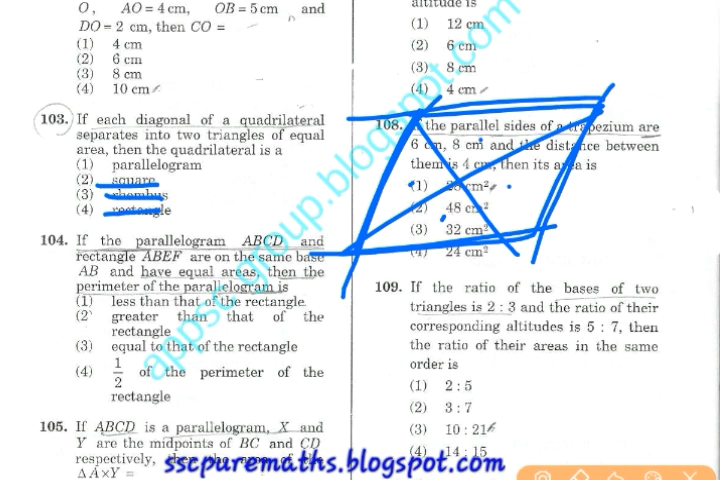 O, AO = 4 cm, OB = 5 cm and
DO = 2 cm, then CO =
(1) 4 cm
(2) 6 cm
(3) 8 cm
(4) 10 cm
103. If each diagonal of a quadrilateral
separates into two triangles of equal
area, then the quadrilateral is a
(1) parallelogram
(2) square
(3) rhombus
(4) rectangle
104. If the parallelogram ABCD and
rectangle ABEF are on the same base
AB and have equal areas, then the
perimeter of the parallelogram is
(1) less than that of the rectangle
(2 greater than that of the
rectangle
(3) equal to that of the rectangle
(4) 1/2 of the perimeter of the
rectangle
105. If ABCD is a parallelogram, X and
Y are the midpoints of BC and CD
respectively, then the area of the
Δ A×Y =
altitude is
(1) 12 cm
(2) 6 cm
(3) 8 cm
(4) 4 cm
108. If the parallel sides of a trapezium are
6 cm, 8 cm and the distance between
them is 4 cm, then its area is
(1) 28 cm²
(2) 48 cm²
(3) 32 cm²
(4) 24 cm²
109. If the ratio of the bases of two
triangles is 2 : 3 and the ratio of their
corresponding altitudes is 5 : 7, then
the ratio of their areas in the same
order is
(1) 2 : 5
(2) 3 : 7
(3) 10 : 21
(4) 14 : 15
appscgroup.blogspot.com
sscpuremaths.blogspot.com